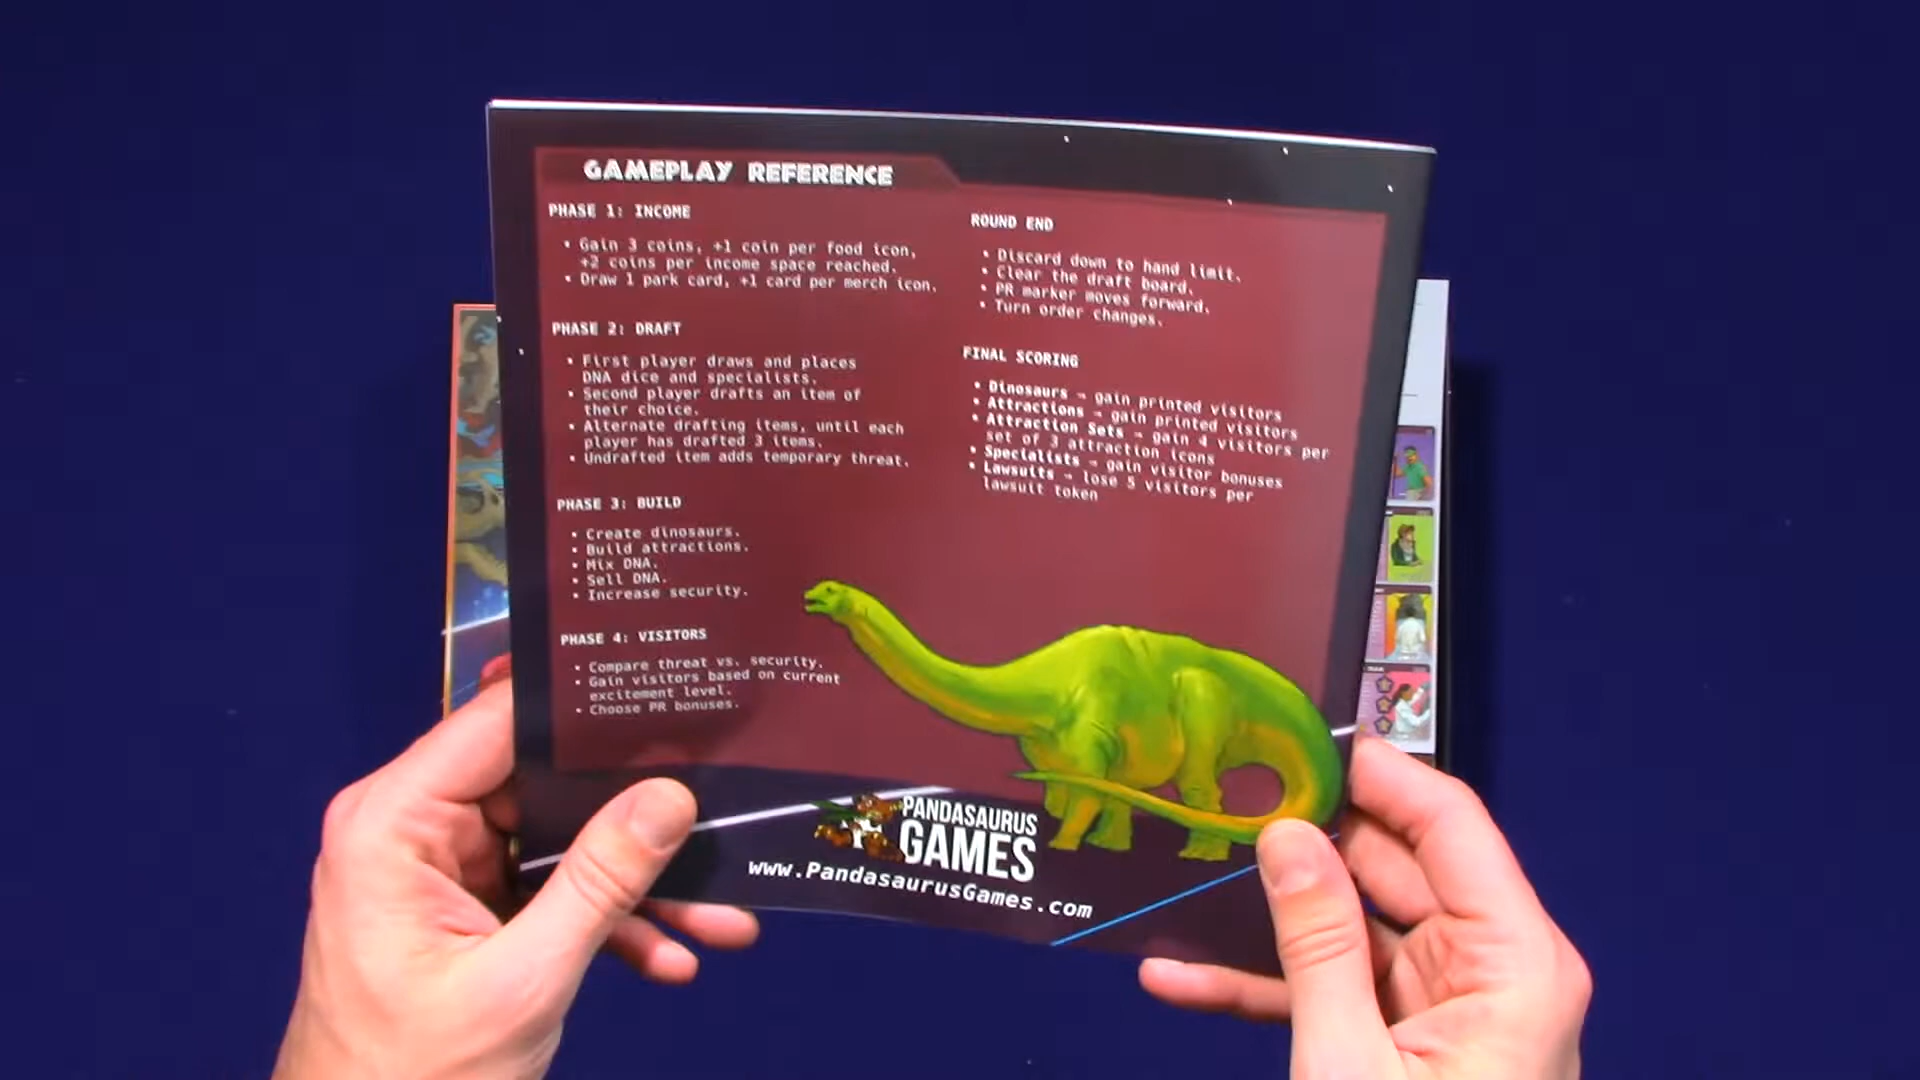 GAMEPLAY REFERENCE
PHASE 1: INCOME
• Gain 3 coins, +1 coin per food icon,
+2 coins per income space reached.
• Draw 1 park card, +1 card per merch icon.
PHASE 2: DRAFT
• First player draws and places
DNA dice and specialists.
• Second player drafts an item of
their choice.
• Alternate drafting items, until each
player has drafted 3 items.
• Undrafted item adds temporary threat.
PHASE 3: BUILD
• Create dinosaurs.
• Build attractions.
• Mix DNA.
• Sell DNA.
• Increase security.
PHASE 4: VISITORS
• Compare threat vs. security.
• Gain visitors based on current
excitement level.
• Choose PR bonuses.
ROUND END
• Discard down to hand limit.
• Clear the draft board.
• PR marker moves forward.
• Turn order changes.
FINAL SCORING
• Dinosaurs → gain printed visitors
• Attractions → gain printed visitors
• Attraction Sets → gain 4 visitors per
set of 3 attraction icons
• Specialists → gain visitor bonuses
• Lawsuits → lose 5 visitors per
lawsuit token
PANDASAURUS
GAMES
www.PandasaurusGames.com